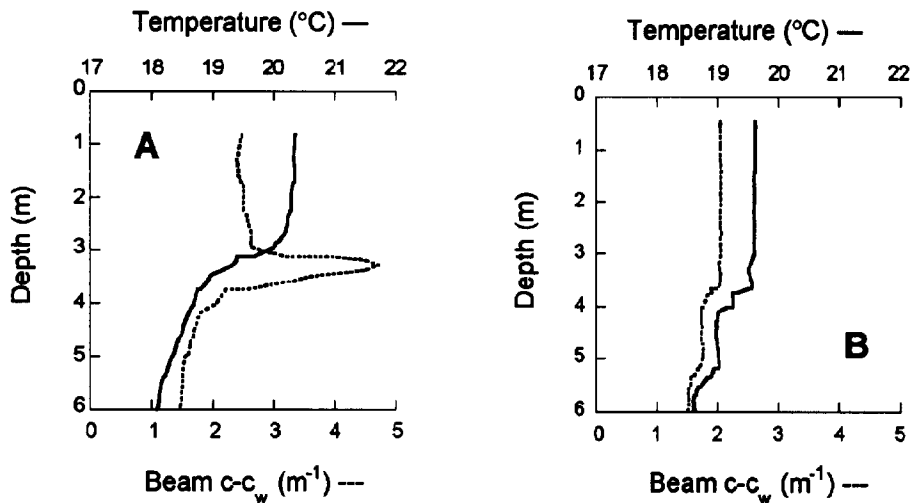 Temperature (°C) —
17 18 19 20 21 22
0
1
2
3
4
5
6
Depth (m)
A
0 1 2 3 4 5
Beam c-c_w (m⁻¹) ---
Temperature (°C) —
17 18 19 20 21 22
0
1
2
3
4
5
6
Depth (m)
B
0 1 2 3 4 5
Beam c-c_w (m⁻¹) ---